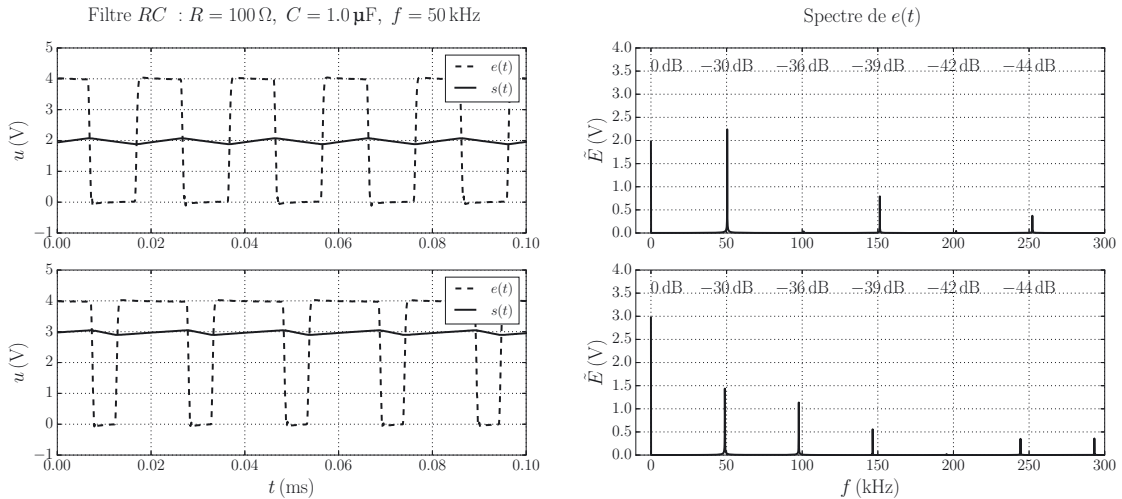 Filtre RC : R = 100 Ω, C = 1.0 µF, f = 50 kHz
5
4
3
2
1
0
−1
u (V)
e(t)
s(t)
0.00 0.02 0.04 0.06 0.08 0.10
Spectre de e(t)
4.0
3.5
3.0
2.5
2.0
1.5
1.0
0.5
0.0
Ẽ (V)
0 dB −30 dB −36 dB −39 dB −42 dB −44 dB
0 50 100 150 200 250 300
5
4
3
2
1
0
−1
u (V)
e(t)
s(t)
0.00 0.02 0.04 0.06 0.08 0.10
t (ms)
4.0
3.5
3.0
2.5
2.0
1.5
1.0
0.5
0.0
Ẽ (V)
0 dB −30 dB −36 dB −39 dB −42 dB −44 dB
0 50 100 150 200 250 300
f (kHz)